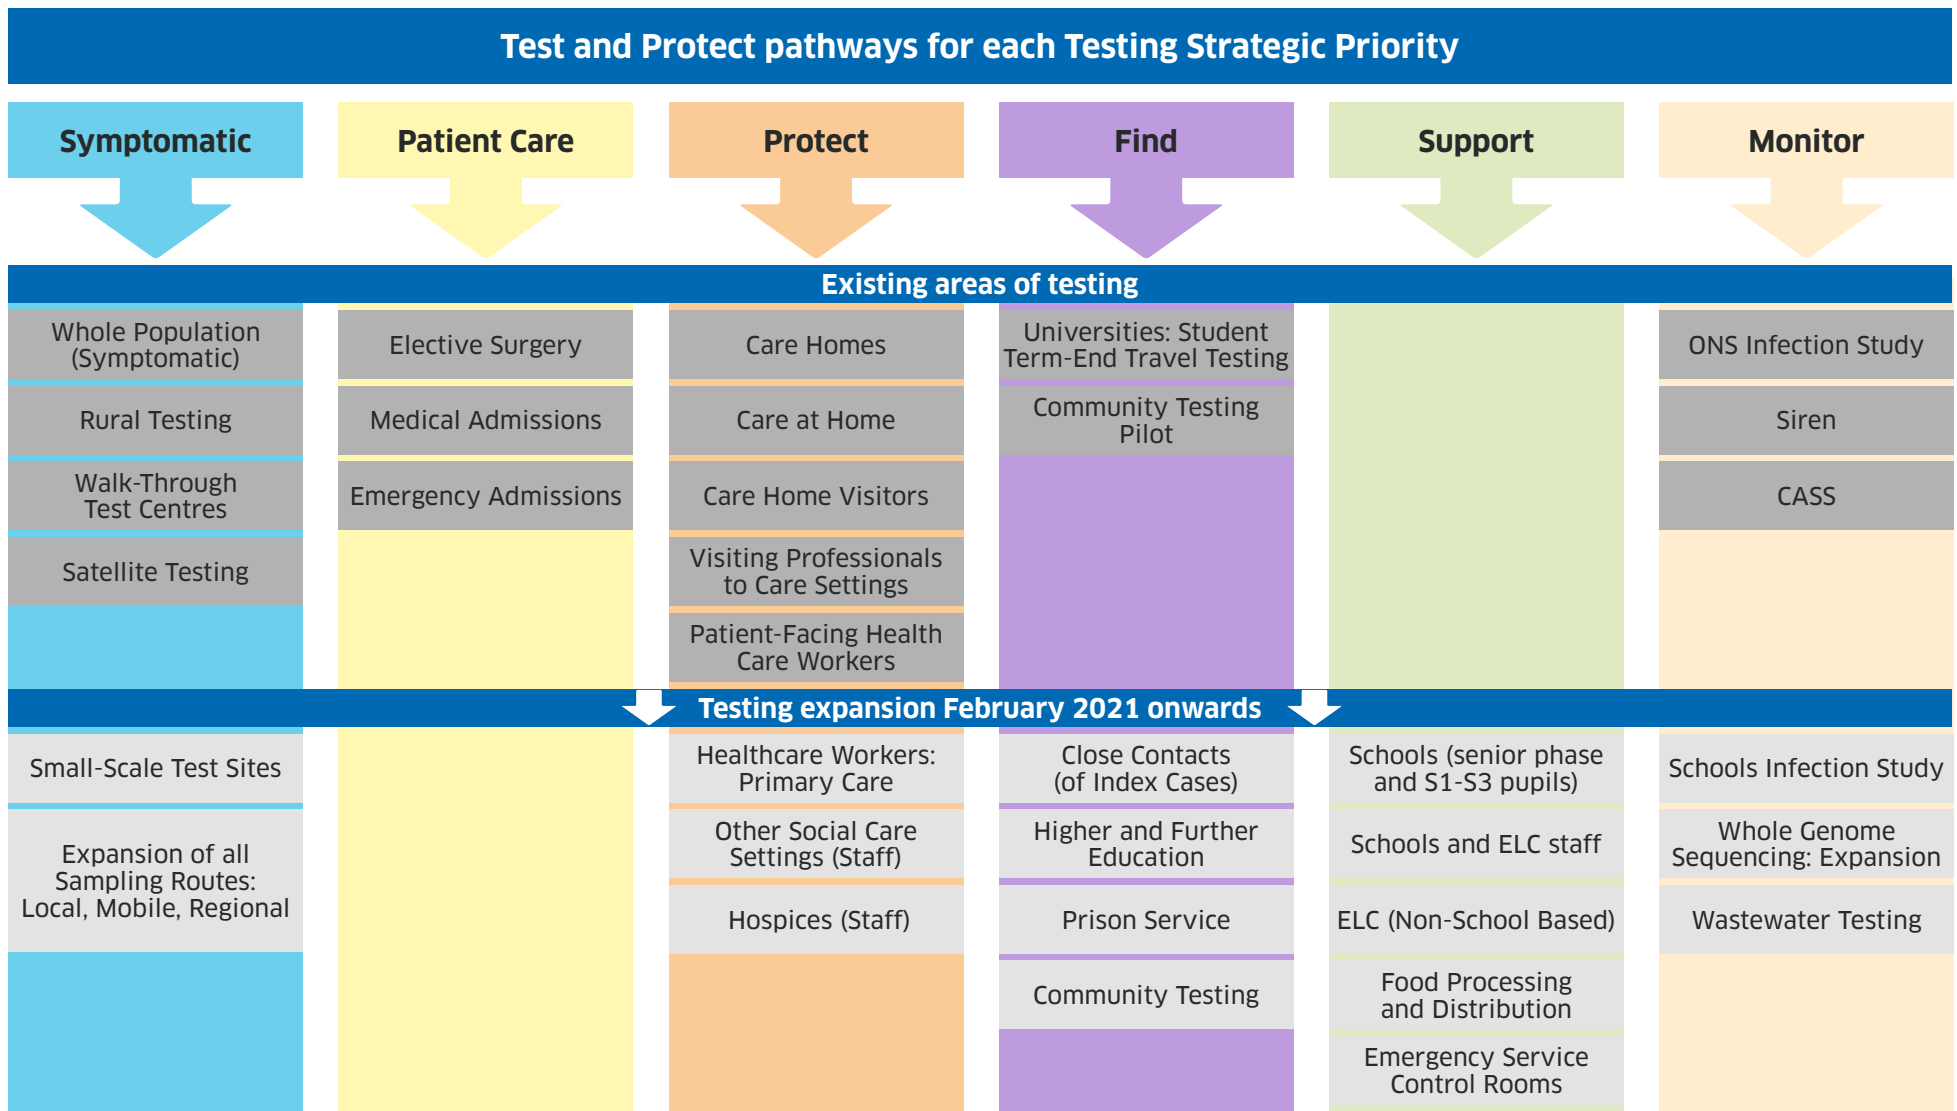 Test and Protect pathways for each Testing Strategic Priority
Symptomatic
Patient Care
Protect
Find
Support
Monitor
Existing areas of testing
Whole Population
(Symptomatic)
Rural Testing
Walk-Through
Test Centres
Satellite Testing
Elective Surgery
Medical Admissions
Emergency Admissions
Care Homes
Care at Home
Care Home Visitors
Visiting Professionals
to Care Settings
Patient-Facing Health
Care Workers
Universities: Student
Term-End Travel Testing
Community Testing
Pilot
ONS Infection Study
Siren
CASS
Testing expansion February 2021 onwards
Small-Scale Test Sites
Expansion of all
Sampling Routes:
Local, Mobile, Regional
Healthcare Workers:
Primary Care
Other Social Care
Settings (Staff)
Hospices (Staff)
Close Contacts
(of Index Cases)
Higher and Further
Education
Prison Service
Community Testing
Schools (senior phase
and S1-S3 pupils)
Schools and ELC staff
ELC (Non-School Based)
Food Processing
and Distribution
Emergency Service
Control Rooms
Schools Infection Study
Whole Genome
Sequencing: Expansion
Wastewater Testing